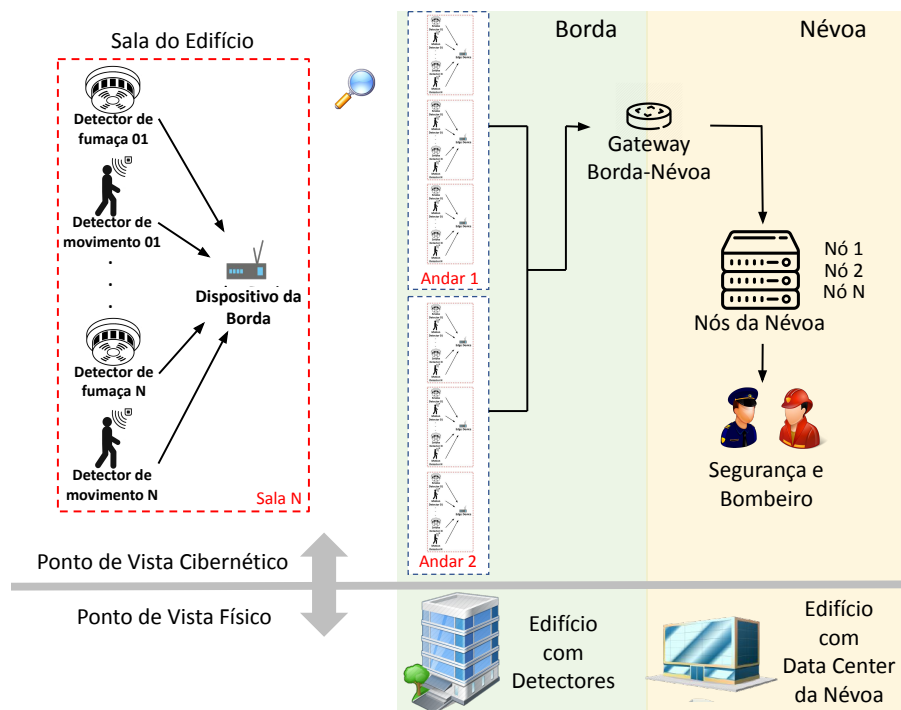 Sala do Edifício
Detector de
fumaça 01
Detector de
movimento 01
Dispositivo da
Borda
Detector de
fumaça N
Detector de
movimento N
Sala N
Andar 1
Andar 2
Borda
Gateway
Borda-Névoa
Névoa
Nó 1
Nó 2
Nó N
Nós da Névoa
Segurança e
Bombeiro
Ponto de Vista Cibernético
Ponto de Vista Físico
Edifício
com
Detectores
Edifício
com
Data Center
da Névoa